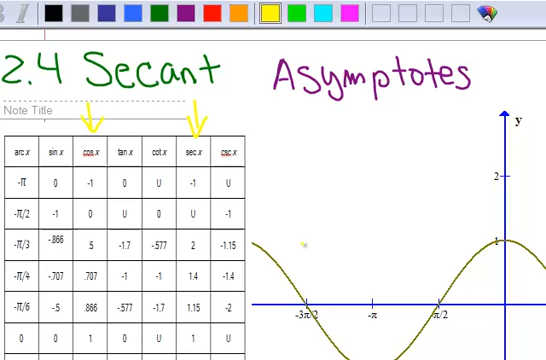 B I
2.4 Secant Asymptotes
Note Title
arc x sin x cos x tan x cot x sec x csc x
-π 0 -1 0 U -1 U
-π/2 -1 0 U 0 U -1
-π/3 -.866 .5 -1.7 -.577 2 -1.15
-π/4 -.707 .707 -1 -1 1.4 -1.4
-π/6 -.5 .866 -.577 -1.7 1.15 -2
0 0 1 0 U 1 U
y
2
1
-3π/2 -π π/2